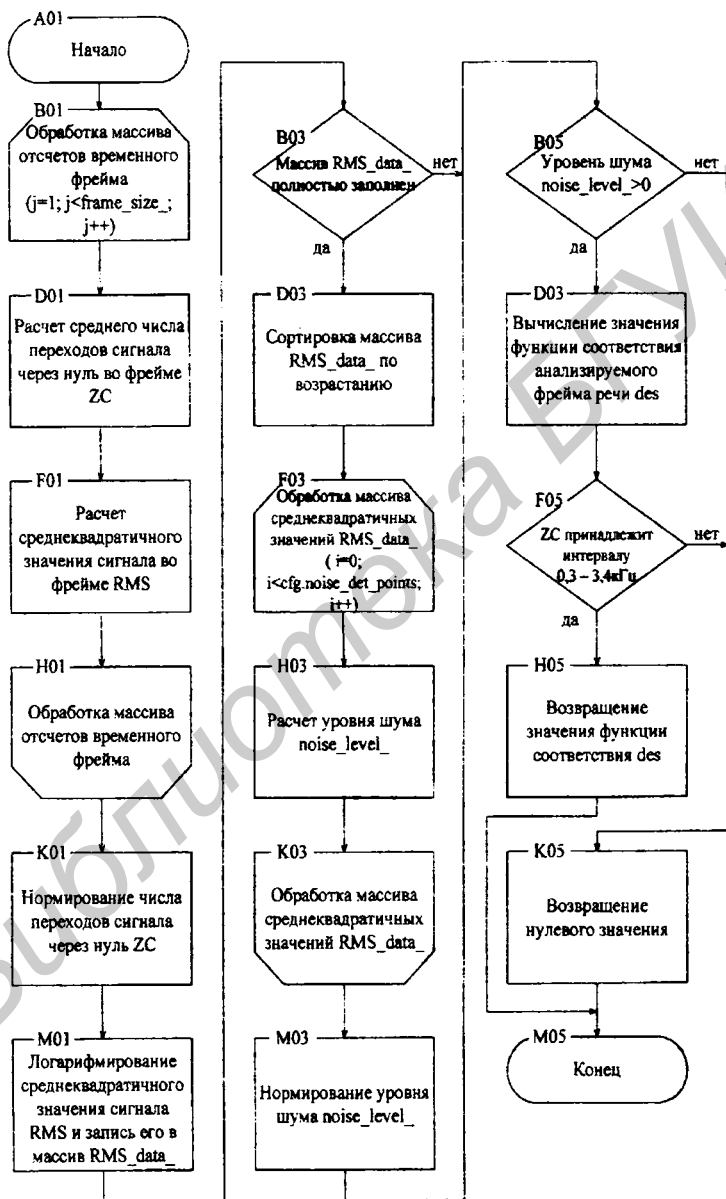 A01
Начало
B01
Обработка массива
отсчетов временного
фрейма
(j=1; j<frame_size_;
j++)
D01
Расчет среднего числа
переходов сигнала
через нуль во фрейме
ZC
F01
Расчет
среднеквадратичного
значения сигнала во
фрейме RMS
H01
Обработка массива
отсчетов временного
фрейма
K01
Нормирование числа
переходов сигнала
через нуль ZC
M01
Логарифмирование
среднеквадратичного
значения сигнала
RMS и запись его в
массив RMS_data_
B03
Массив RMS_data_
полностью заполнен
нет
да
D03
Сортировка массива
RMS_data_ по
возрастанию
F03
Обработка массива
среднеквадратичных
значений RMS_data_
( i=0;
i<cfg.noise_det_points;
i++)
H03
Расчет уровня шума
noise_level_
K03
Обработка массива
среднеквадратичных
значений RMS_data_
M03
Нормирование уровня
шума noise_level_
B05
Уровень шума
noise_level_>0
нет
да
D03
Вычисление значения
функции соответствия
анализируемого
фрейма речи des
F05
ZC принадлежит
интервалу
0,3 – 3,4кГц
нет
да
H05
Возвращение
значения функции
соответствия des
K05
Возвращение
нулевого значения
M05
Конец
Библиотека БГУИ